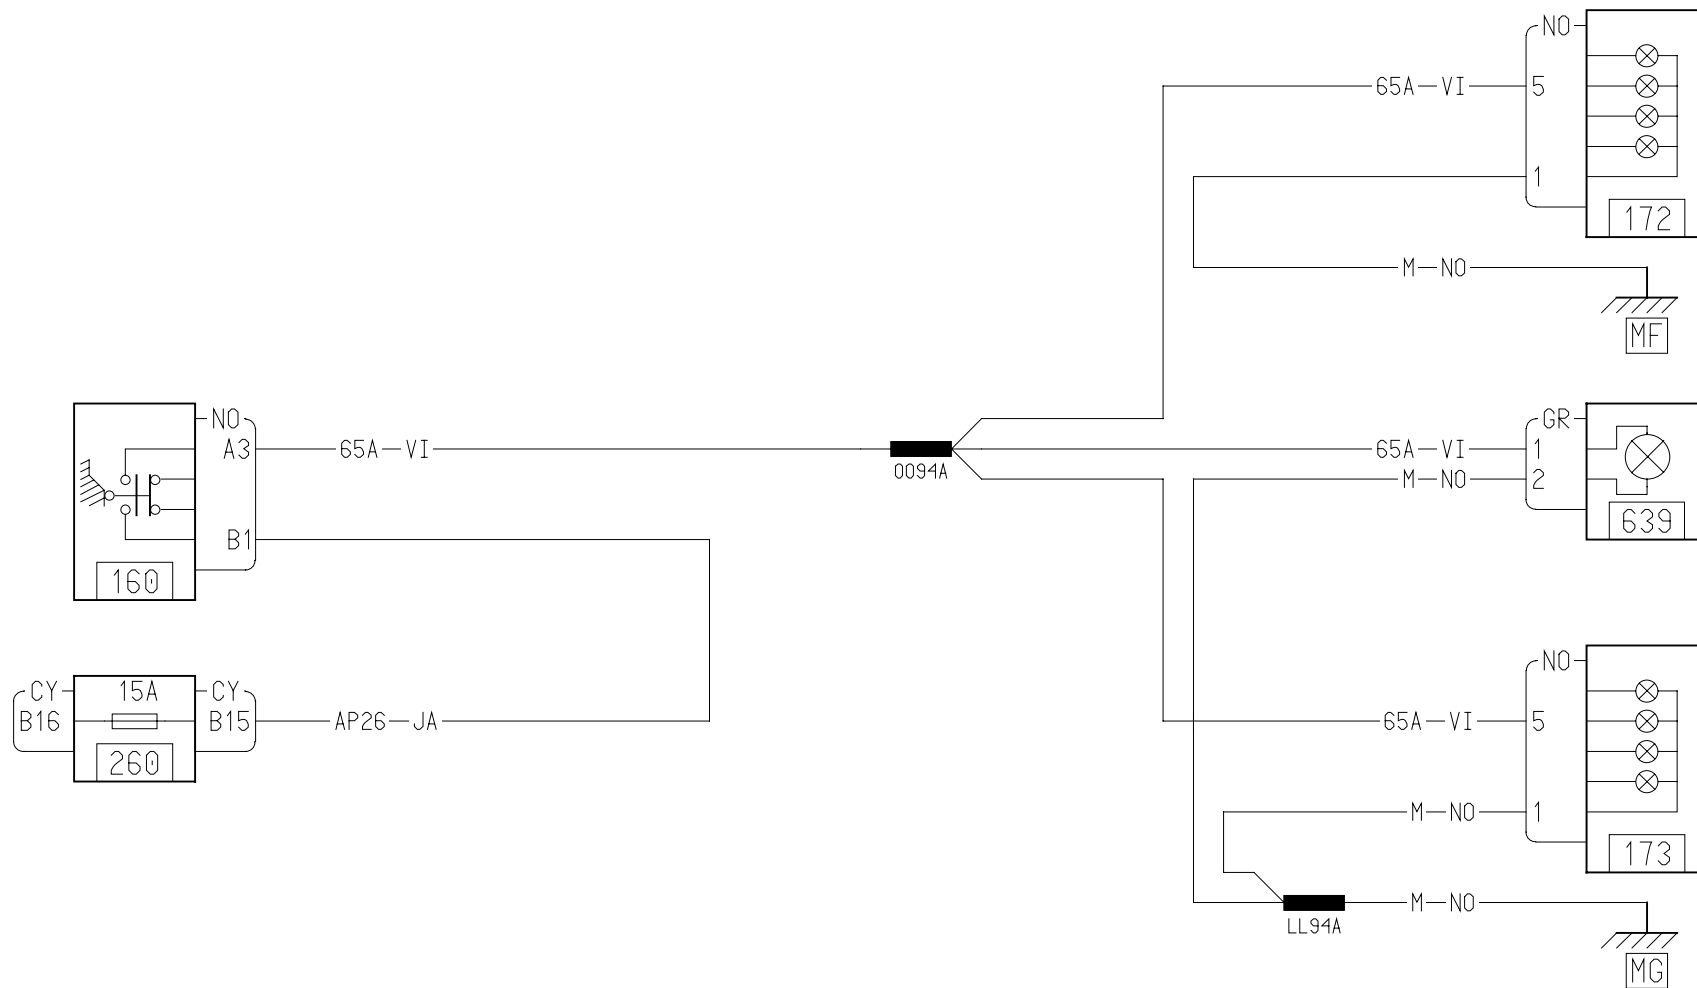 NO
65A VI 5
1
172
M NO
MF
NO
A3 65A VI
0094A
B1
160
GR
65A VI 1
M NO 2
639
CY 15A CY
B16 B15 AP26 JA
260
NO
65A VI 5
M NO 1
173
M NO
LL94A
MG